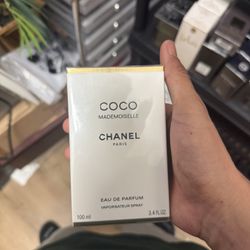 COCO
MADEMOISELLE
CHANEL
PARIS
EAU DE PARFUM
VAPORISATEUR SPRAY
100 ml 3.4 FL. OZ.